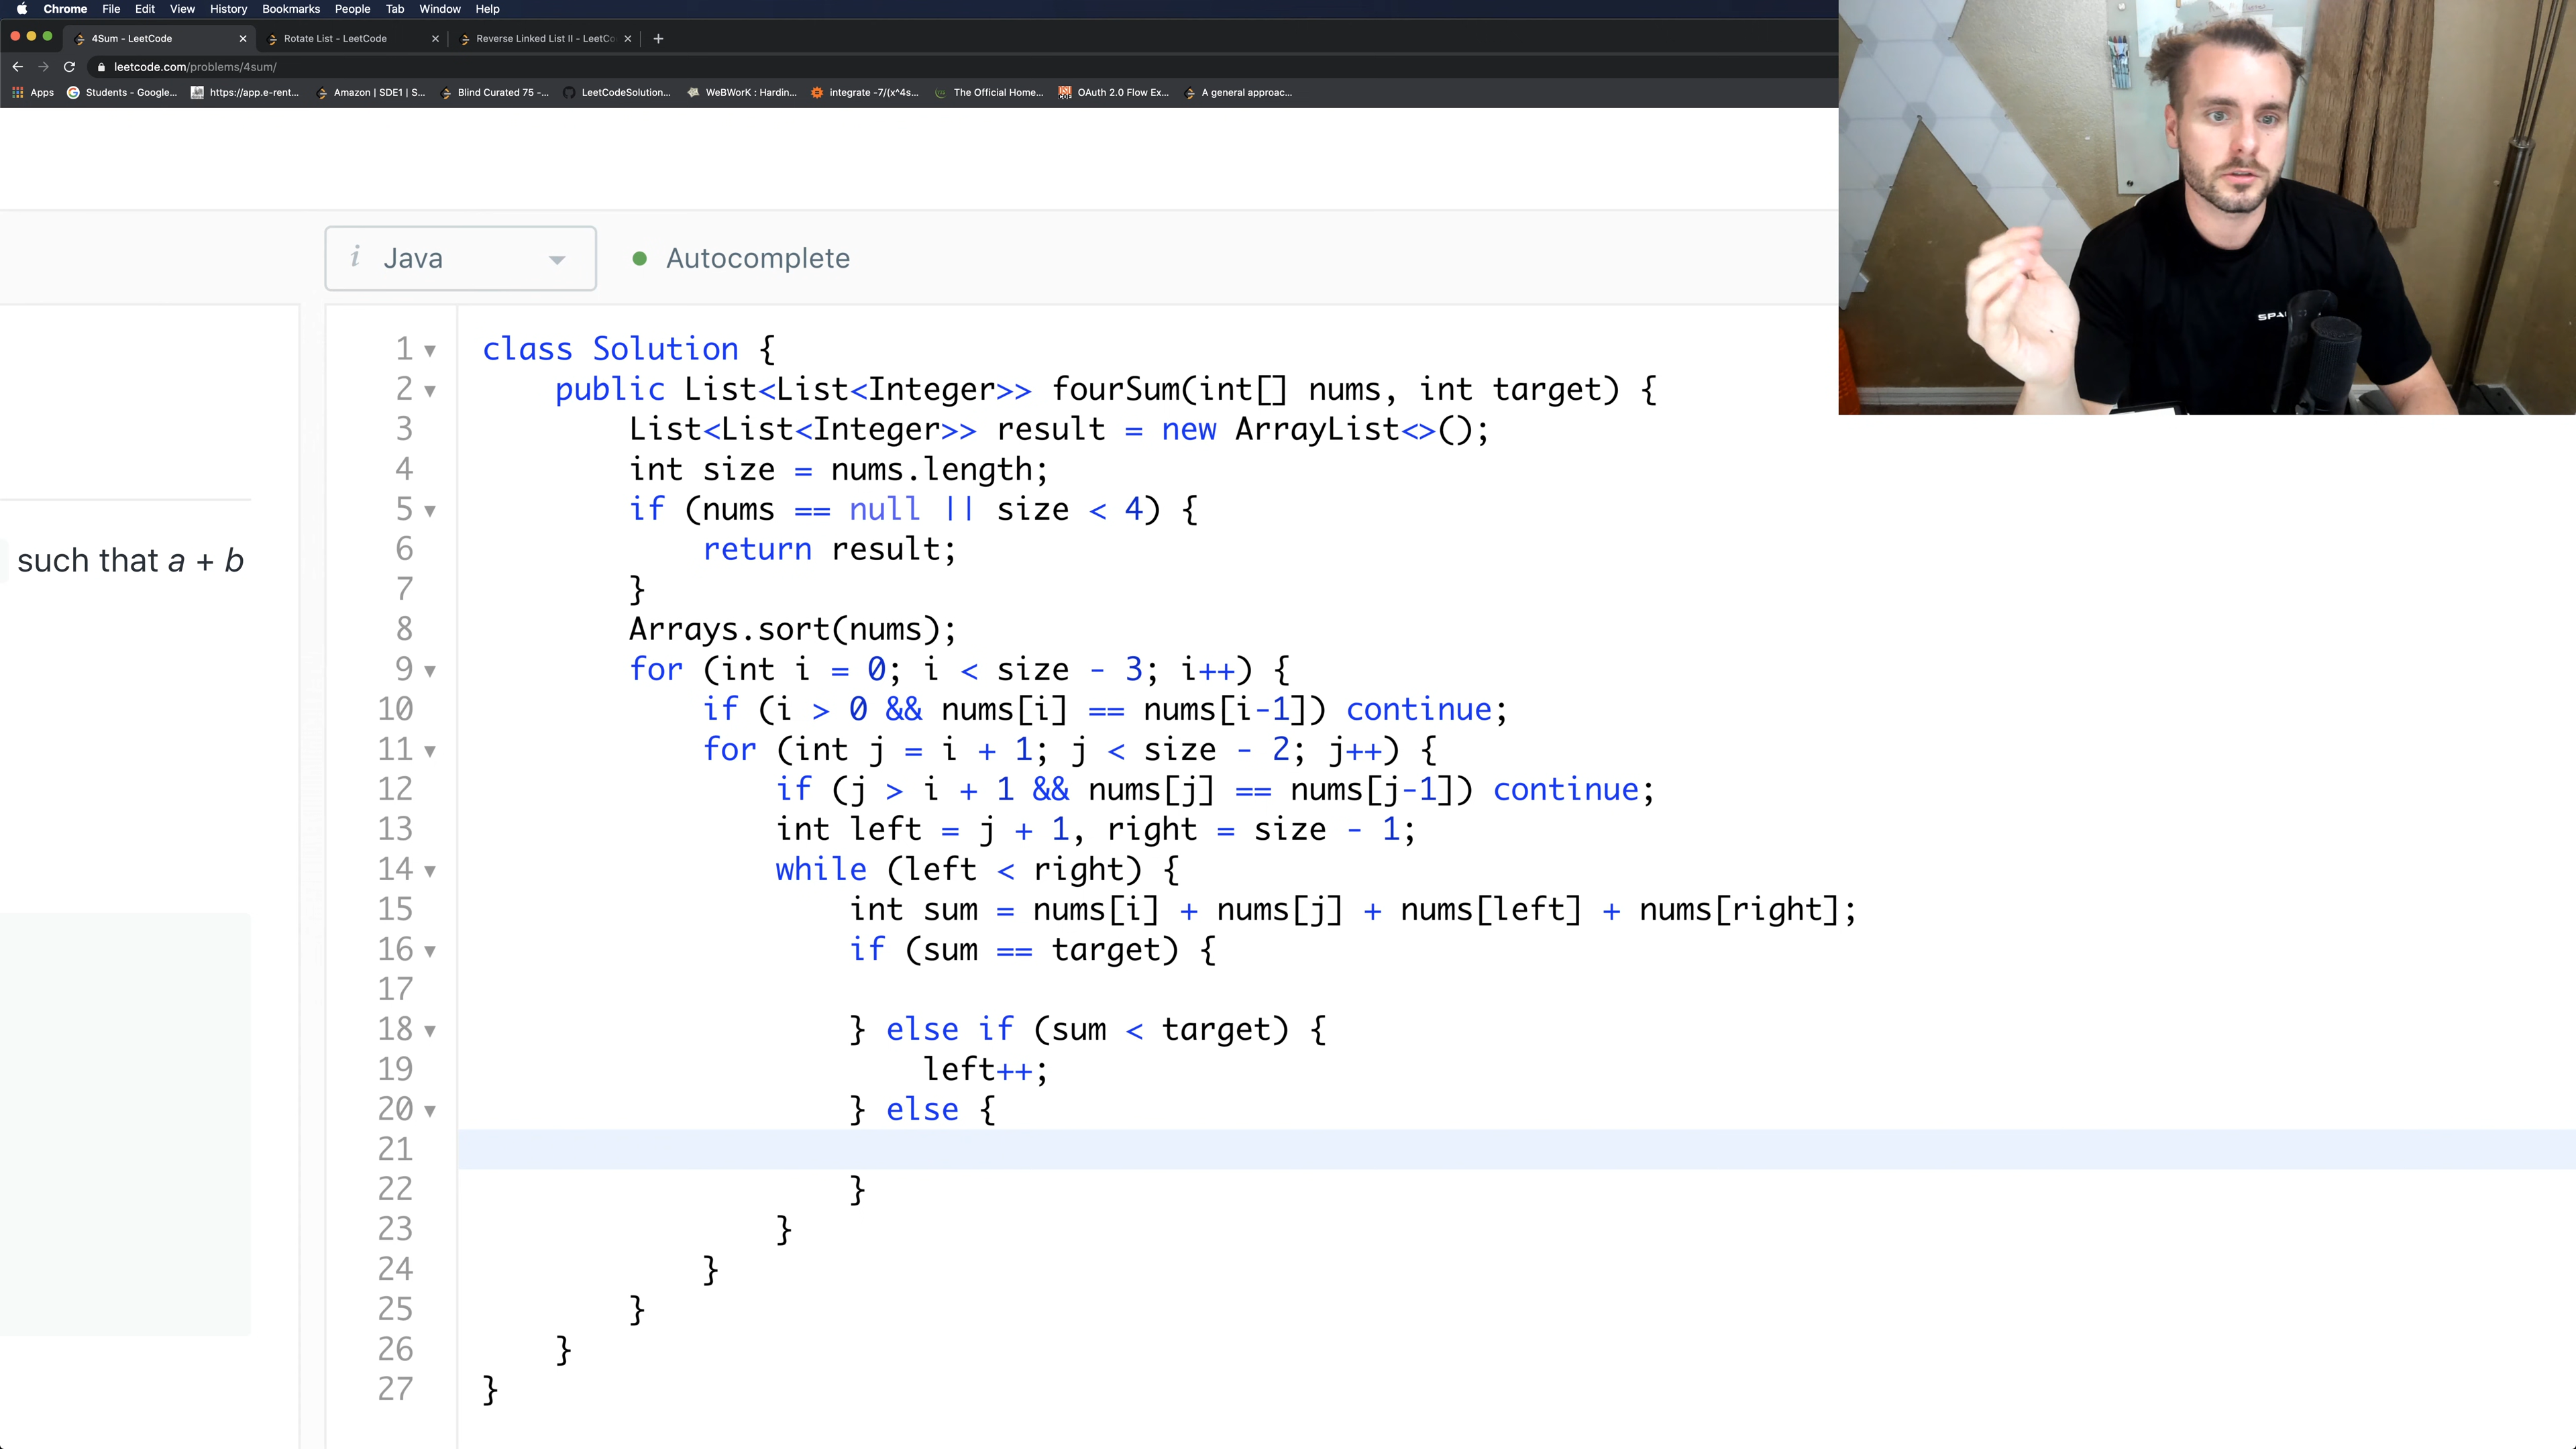 Chrome File Edit View History Bookmarks People Tab Window Help
4Sum - LeetCode Rotate List - LeetCode Reverse Linked List II - LeetCo
leetcode.com/problems/4sum/
Apps Students - Google... https://app.e-rent... Amazon | SDE1 | S... Blind Curated 75 -... LeetCodeSolution... WeBWorK : Hardin... integrate -7/(x^4s... The Official Home... OAuth 2.0 Flow Ex... A general approac...
i Java Autocomplete
such that a + b
1 class Solution {
2 public List<List<Integer>> fourSum(int[] nums, int target) {
3 List<List<Integer>> result = new ArrayList<>();
4 int size = nums.length;
5 if (nums == null || size < 4) {
6 return result;
7 }
8 Arrays.sort(nums);
9 for (int i = 0; i < size - 3; i++) {
10 if (i > 0 && nums[i] == nums[i-1]) continue;
11 for (int j = i + 1; j < size - 2; j++) {
12 if (j > i + 1 && nums[j] == nums[j-1]) continue;
13 int left = j + 1, right = size - 1;
14 while (left < right) {
15 int sum = nums[i] + nums[j] + nums[left] + nums[right];
16 if (sum == target) {
17
18 } else if (sum < target) {
19 left++;
20 } else {
21
22 }
23 }
24 }
25 }
26 }
27 }